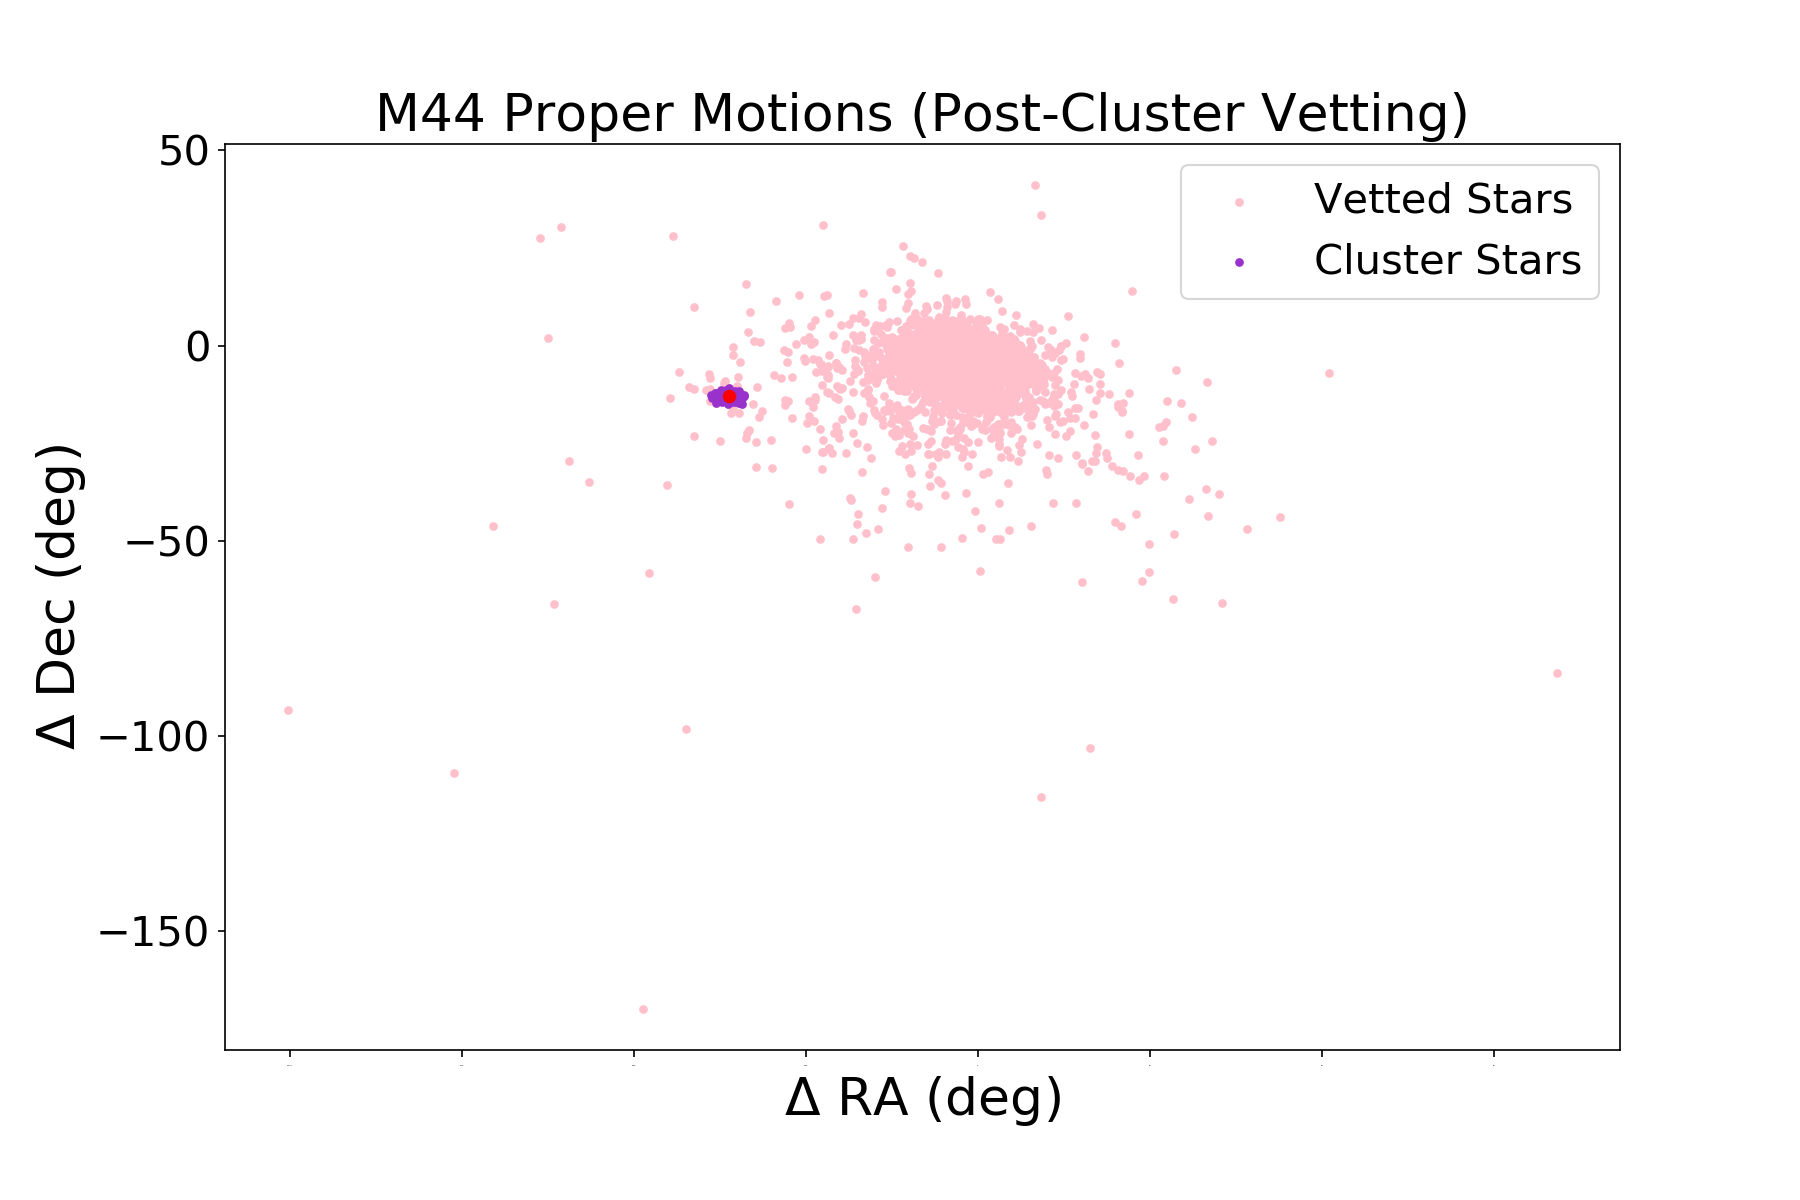 M44 Proper Motions (Post-Cluster Vetting)
50
0
−50
−100
−150
Δ Dec (deg)
Vetted Stars
Cluster Stars
Δ RA (deg)